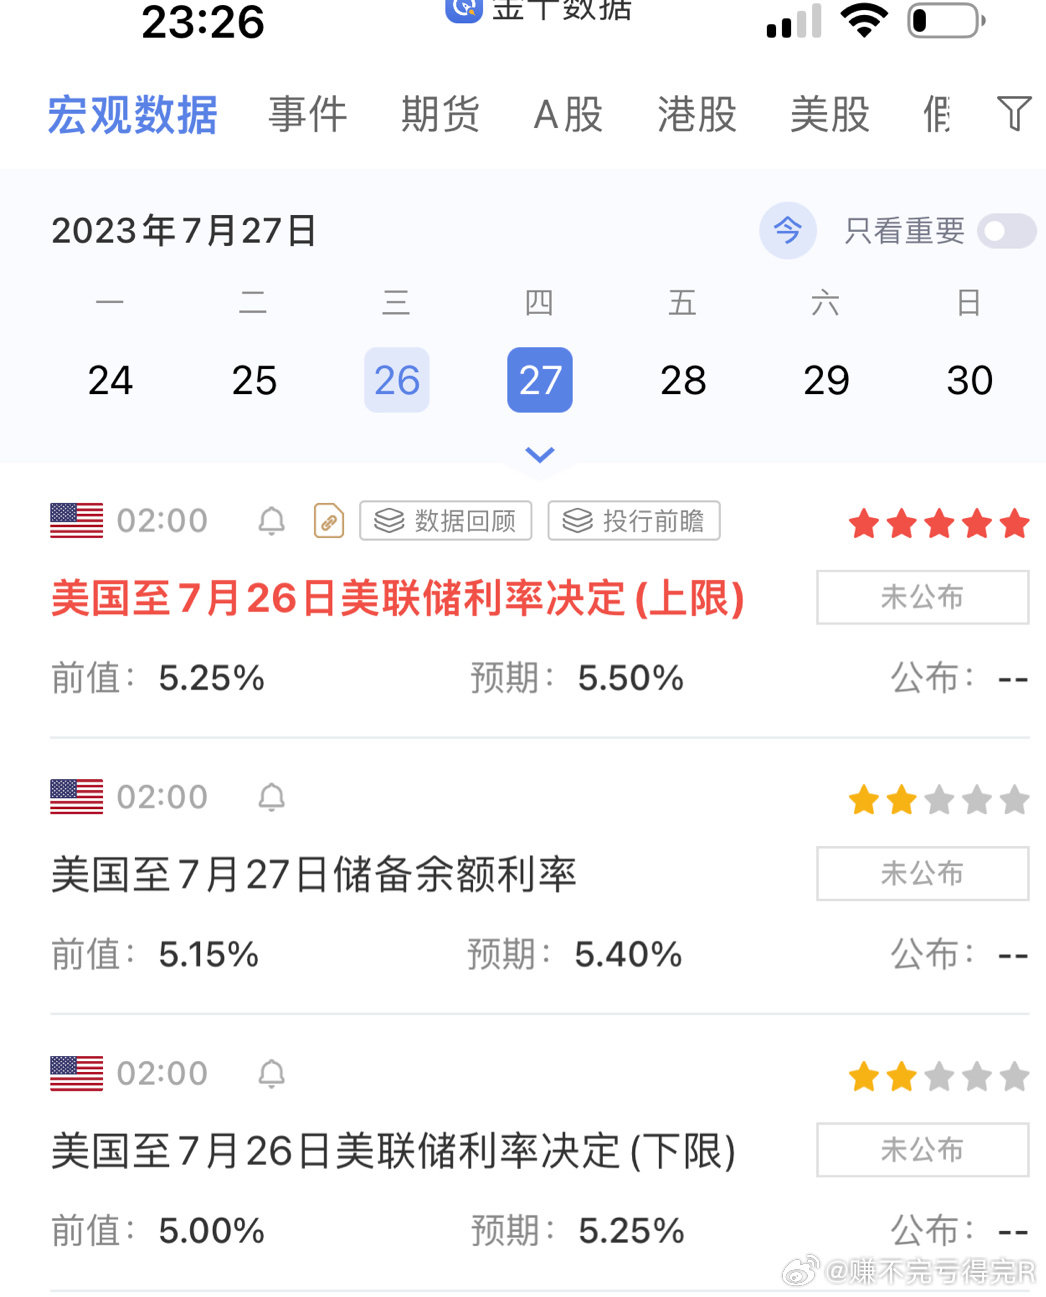 23:26 金十数据
宏观数据 事件 期货 A股 港股 美股
2023年7月27日 今 只看重要
一 二 三 四 五 六 日
24 25 26 27 28 29 30
02:00 数据回顾 投行前瞻
美国至7月26日美联储利率决定(上限) 未公布
前值: 5.25% 预期: 5.50% 公布: --
02:00
美国至7月27日储备余额利率 未公布
前值: 5.15% 预期: 5.40% 公布: --
02:00
美国至7月26日美联储利率决定(下限) 未公布
前值: 5.00% 预期: 5.25% 公布: --
@赚不完亏得完R